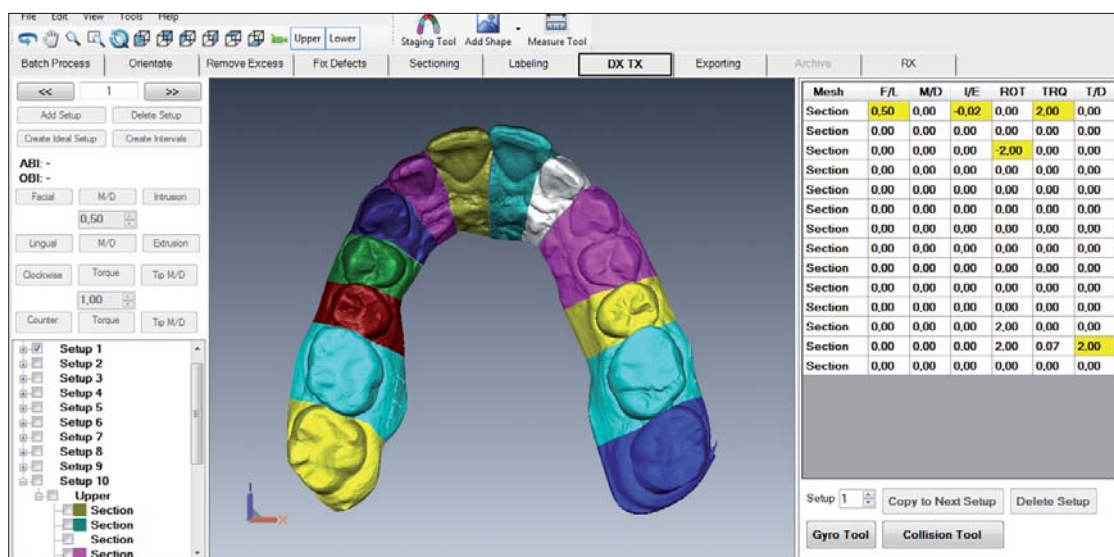 File Edit View Tools Help
Upper Lower
Staging Tool Add Shape Measure Tool
Batch Process Orientate Remove Excess Fix Defects Sectioning Labeling DX TX Exporting Archive RX
<< 1 >>
Add Setup Delete Setup
Create Ideal Setup Create Intervals
ABI: -
OBI: -
Facial M/D Intrusion
0,50
Lingual M/D Extrusion
Clockwise Torque Tip M/D
1,00
Counter Torque Tip M/D
Setup 1
Setup 2
Setup 3
Setup 4
Setup 5
Setup 6
Setup 7
Setup 8
Setup 9
Setup 10
Upper
Section
Section
Section
Section
X
Mesh F/L M/D I/E ROT TRQ T/D
Section 0,50 0,00 -0,02 0,00 2,00 0,00
Section 0,00 0,00 0,00 0,00 0,00 0,00
Section 0,00 0,00 0,00 -2,00 0,00 0,00
Section 0,00 0,00 0,00 0,00 0,00 0,00
Section 0,00 0,00 0,00 0,00 0,00 0,00
Section 0,00 0,00 0,00 0,00 0,00 0,00
Section 0,00 0,00 0,00 0,00 0,00 0,00
Section 0,00 0,00 0,00 0,00 0,00 0,00
Section 0,00 0,00 0,00 0,00 0,00 0,00
Section 0,00 0,00 0,00 0,00 0,00 0,00
Section 0,00 0,00 0,00 0,00 0,00 0,00
Section 0,00 0,00 0,00 2,00 0,00 0,00
Section 0,00 0,00 0,00 2,00 0,07 2,00
Section 0,00 0,00 0,00 0,00 0,00 0,00
Setup 1 Copy to Next Setup Delete Setup
Gyro Tool Collision Tool